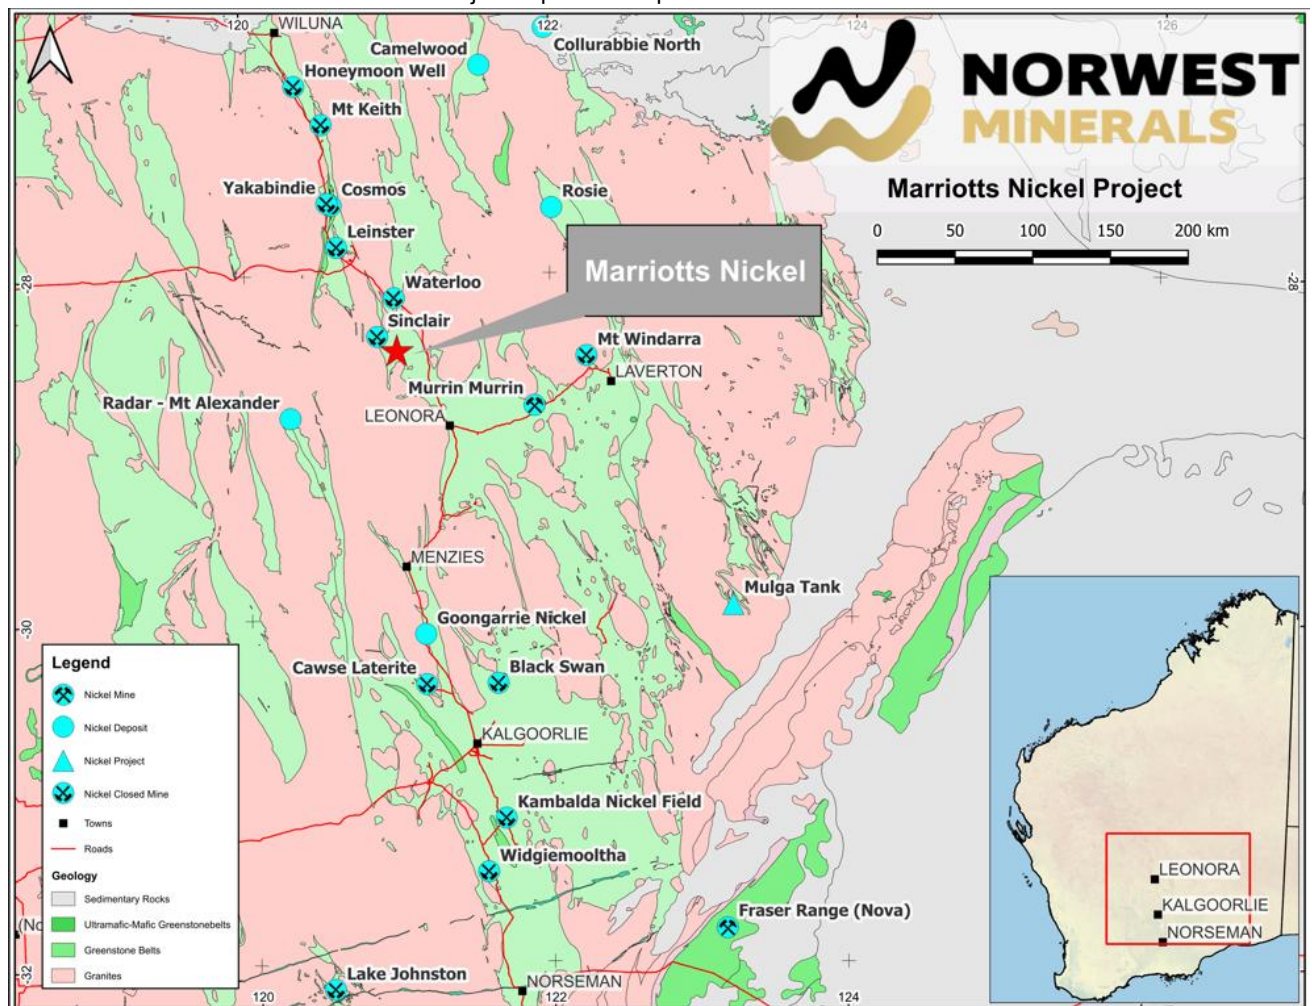 120
WILUNA
122
124
126
Camelwood
Collurabbie North
Honeymoon Well
Mt Keith
NORWEST
MINERALS
Marriotts Nickel Project
0 50 100 150 200 km
Yakabindie
Cosmos
Rosie
Leinster
Marriotts Nickel
-28
-28
Waterloo
Sinclair
Mt Windarra
LAVERTON
Murrin Murrin
Radar - Mt Alexander
LEONORA
MENZIES
Mulga Tank
Goongarrie Nickel
-30
Cawse Laterite
Black Swan
KALGOORLIE
Kambalda Nickel Field
Widgiemooltha
Fraser Range (Nova)
Lake Johnston
NORSEMAN
-32
120
122
124
Legend
Nickel Mine
Nickel Deposit
Nickel Project
Nickel Closed Mine
Towns
Roads
Geology
Sedimentary Rocks
Ultramafic-Mafic Greenstonebelts
Greenstone Belts
Granites
LEONORA
KALGOORLIE
NORSEMAN